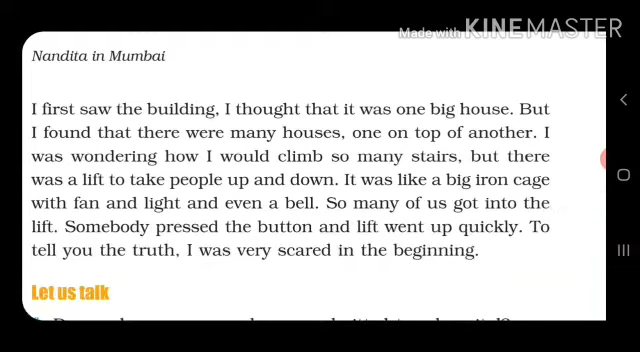 Made with KINEMASTER
Nandita in Mumbai
I first saw the building, I thought that it was one big house. But
I found that there were many houses, one on top of another. I
was wondering how I would climb so many stairs, but there
was a lift to take people up and down. It was like a big iron cage
with fan and light and even a bell. So many of us got into the
lift. Somebody pressed the button and lift went up quickly. To
tell you the truth, I was very scared in the beginning.
Let us talk